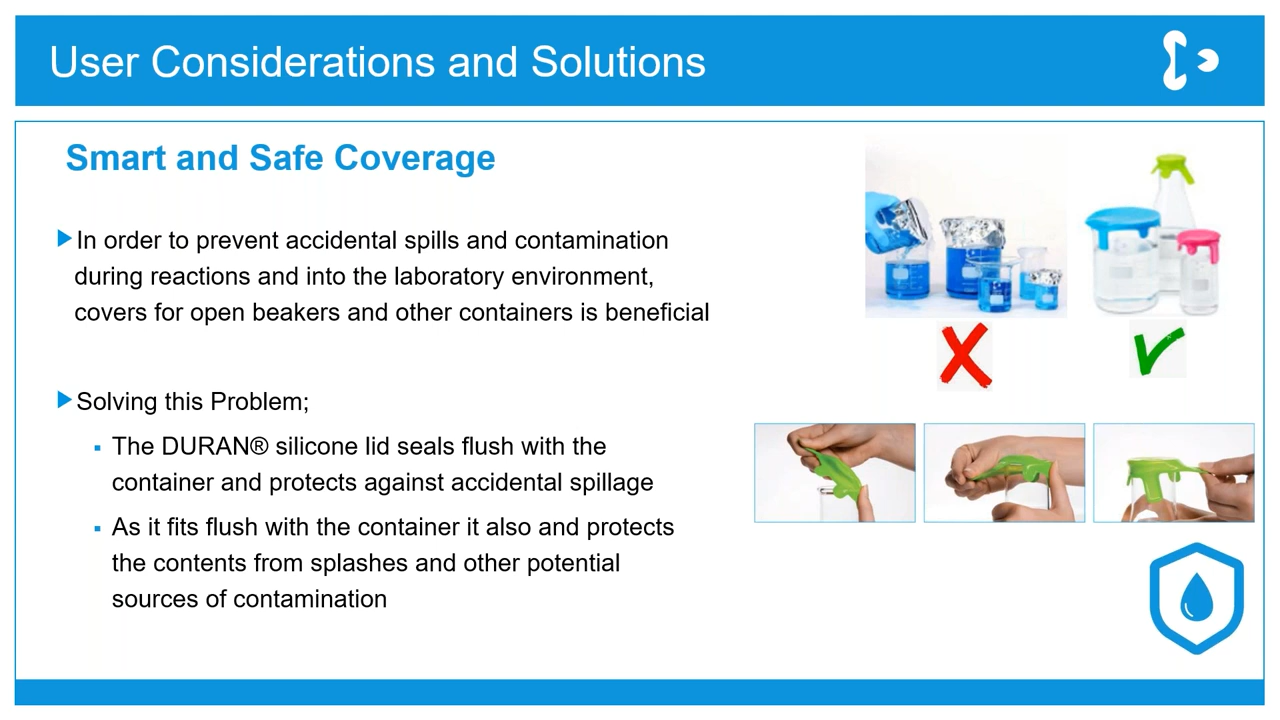 User Considerations and Solutions
Smart and Safe Coverage
In order to prevent accidental spills and contamination
during reactions and into the laboratory environment,
covers for open beakers and other containers is beneficial
Solving this Problem;
The DURAN® silicone lid seals flush with the
container and protects against accidental spillage
As it fits flush with the container it also and protects
the contents from splashes and other potential
sources of contamination